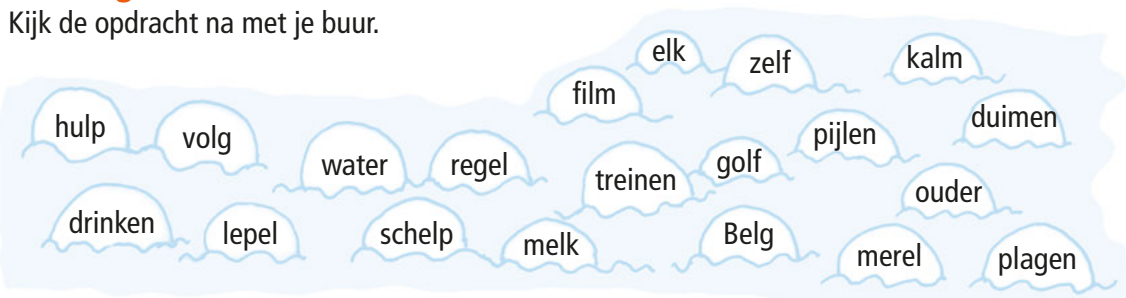 Kijk de opdracht na met je buur.
elk
zelf
kalm
film
hulp
volg
duimen
pijlen
water
regel
golf
treinen
ouder
drinken
lepel
schelp
melk
Belg
merel
plagen